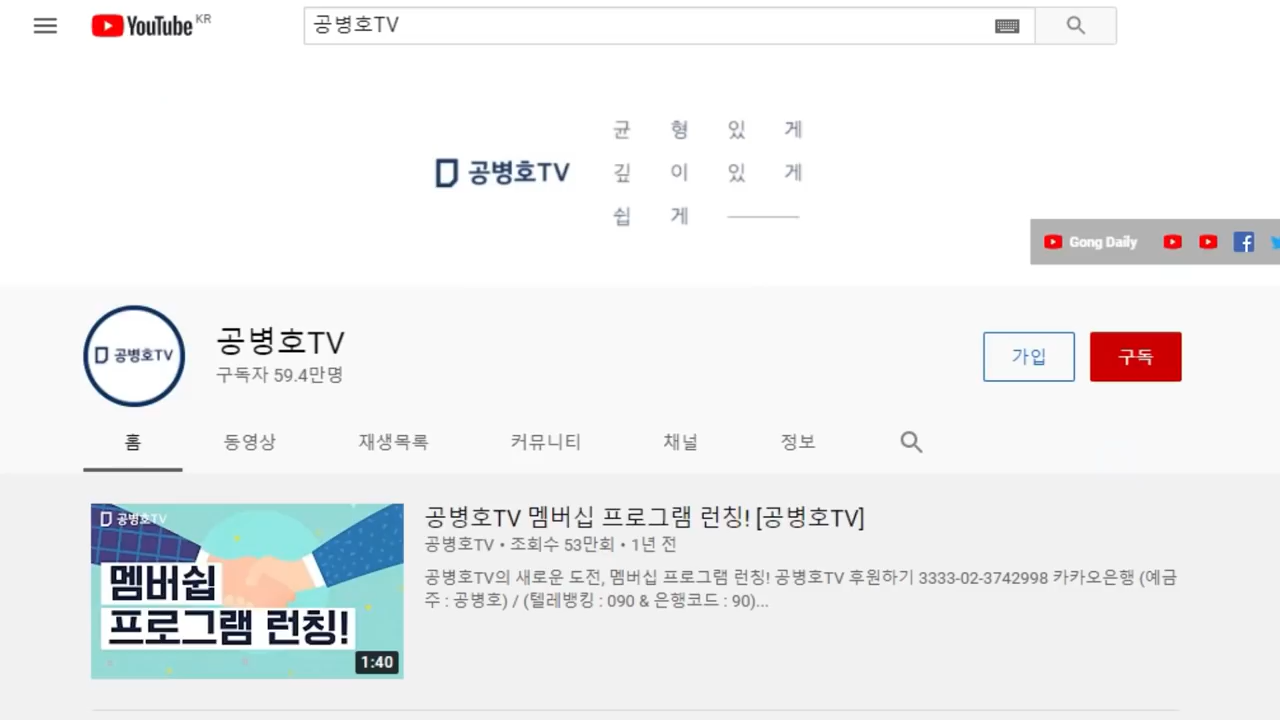 YouTube KR
공병호TV
균형있게
공병호TV 깊이있게
쉽게
Gong Daily
공병호TV
공병호TV
구독자 59.4만명
가입
구독
홈 동영상 재생목록 커뮤니티 채널 정보
공병호TV
멤버쉽
프로그램 런칭!
1:40
공병호TV 멤버십 프로그램 런칭! [공병호TV]
공병호TV • 조회수 53만회 • 1년 전
공병호TV의 새로운 도전, 멤버십 프로그램 런칭! 공병호TV 후원하기 3333-02-3742998 카카오은행 (예금
주 : 공병호) / (텔레뱅킹 : 090 & 은행코드 : 90)...